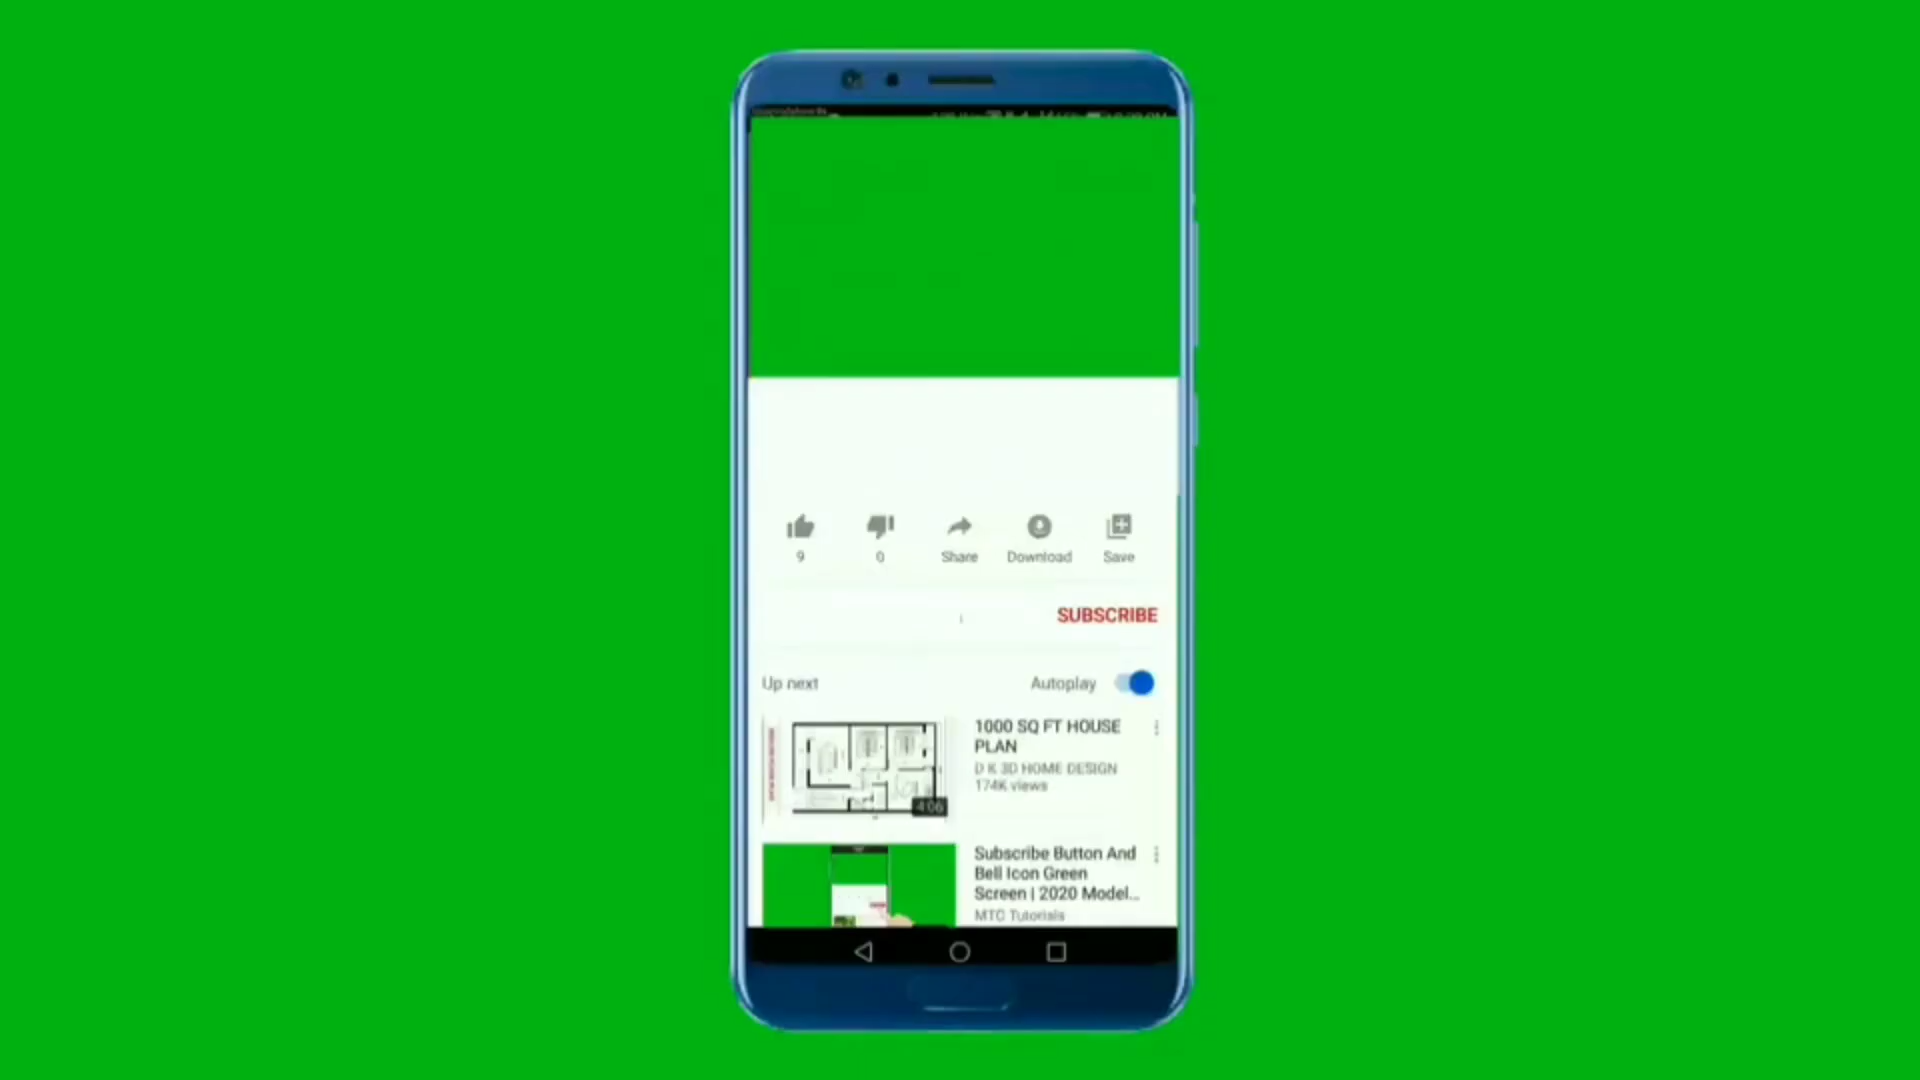 9
0
Share
Download
Save
SUBSCRIBE
Up next
Autoplay
1000 SQ FT HOUSE
PLAN
D K 3D HOME DESIGN
174K views
4:06
Subscribe Button And
Bell Icon Green
Screen | 2020 Model...
MTC Tutorials